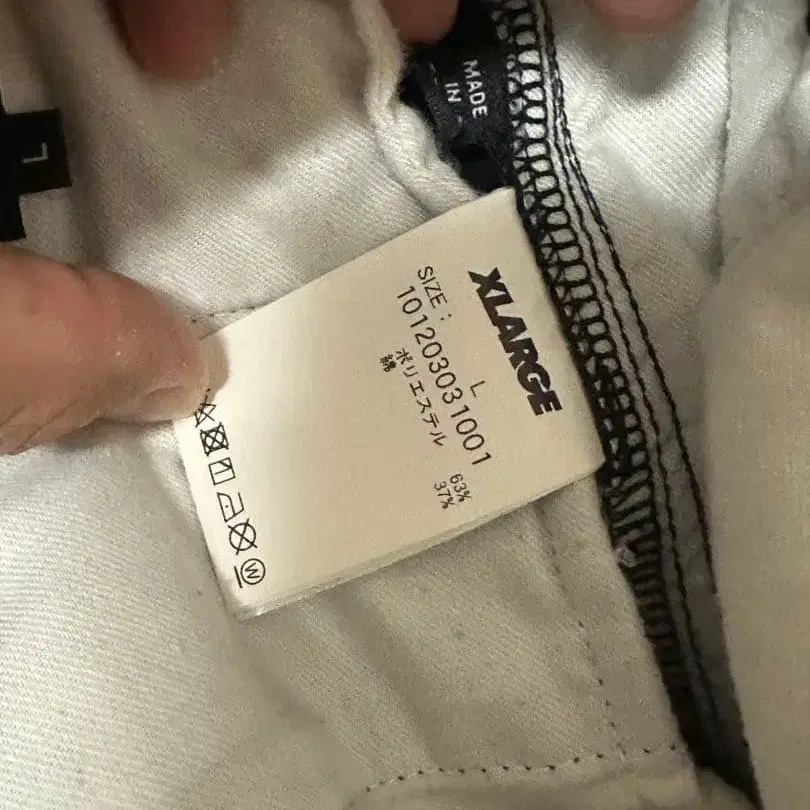 L
MADE
IN
XLARGE
SIZE : L
101203031001
ポリエステル 63%
綿 37%
W